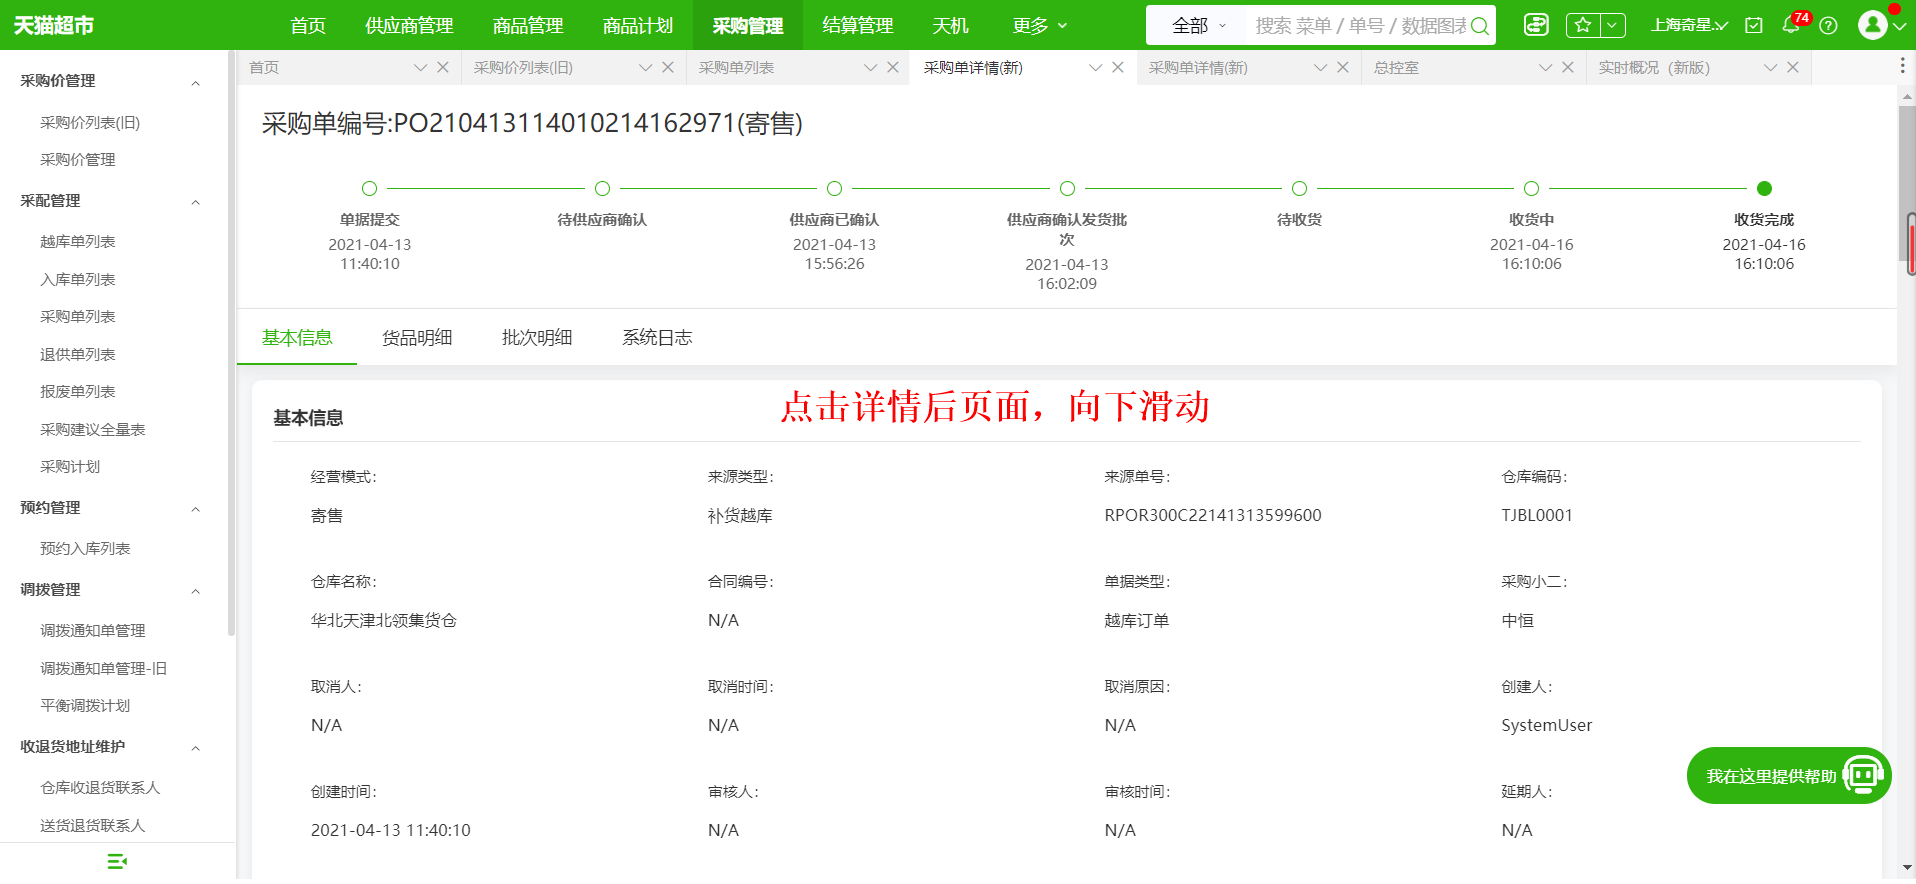 天猫超市
首页 供应商管理 商品管理 商品计划 采购管理 结算管理 天机 更多
全部 搜索 菜单 / 单号 / 数据图表
上海奇星... 74
首页 采购价列表(旧) 采购单列表 采购单详情(新) 采购单详情(新) 总控室 实时概况（新版）
采购价管理
采购价列表(旧)
采购价管理
采配管理
越库单列表
入库单列表
采购单列表
退供单列表
报废单列表
采购建议全量表
采购计划
预约管理
预约入库列表
调拨管理
调拨通知单管理
调拨通知单管理-旧
平衡调拨计划
收退货地址维护
仓库收退货联系人
送货退货联系人
采购单编号:PO210413114010214162971(寄售)
单据提交
2021-04-13
11:40:10
待供应商确认
供应商已确认
2021-04-13
15:56:26
供应商确认发货批
次
2021-04-13
16:02:09
待收货
收货中
2021-04-16
16:10:06
收货完成
2021-04-16
16:10:06
基本信息 货品明细 批次明细 系统日志
点击详情后页面，向下滑动
基本信息
经营模式: 来源类型: 来源单号: 仓库编码:
寄售 补货越库 RPOR300C22141313599600 TJBL0001
仓库名称: 合同编号: 单据类型: 采购小二:
华北天津北领集货仓 N/A 越库订单 中恒
取消人: 取消时间: 取消原因: 创建人:
N/A N/A N/A SystemUser
创建时间: 审核人: 审核时间: 延期人:
2021-04-13 11:40:10 N/A N/A N/A
我在这里提供帮助